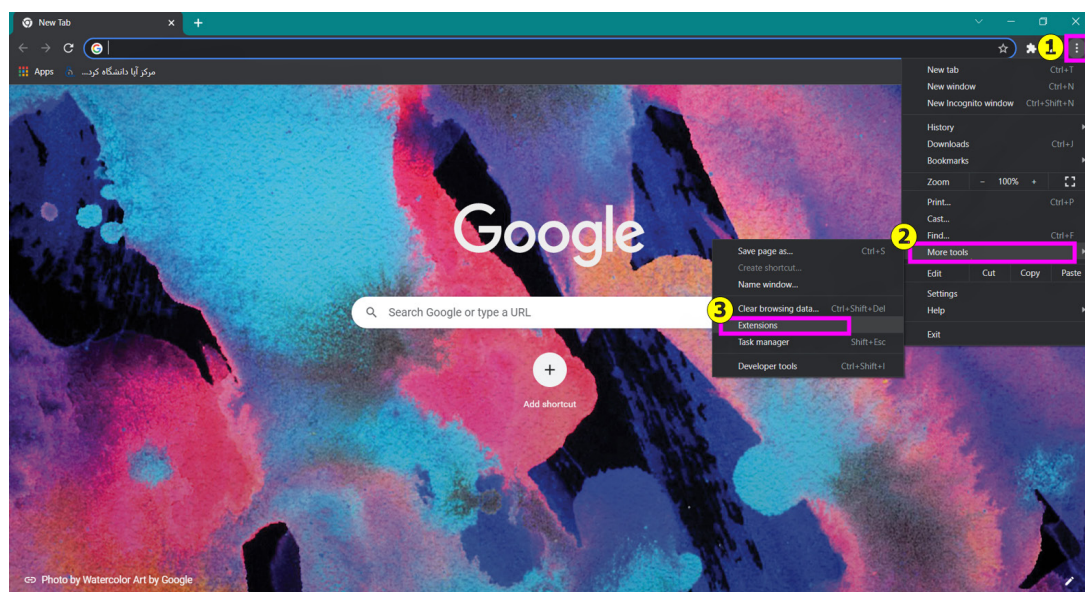 New Tab
1
Apps
مرکز آپا دانشگاه کرد...
New tab Ctrl+T
New window Ctrl+N
New Incognito window Ctrl+Shift+N
History
Downloads Ctrl+J
Bookmarks
Zoom - 100% +
Print... Ctrl+P
Cast...
Find... Ctrl+F
2
More tools
Edit Cut Copy Paste
Settings
Help
Exit
Save page as... Ctrl+S
Create shortcut...
Name window...
3
Clear browsing data... Ctrl+Shift+Del
Extensions
Task manager Shift+Esc
Developer tools Ctrl+Shift+I
Google
Search Google or type a URL
Add shortcut
Photo by Watercolor Art by Google